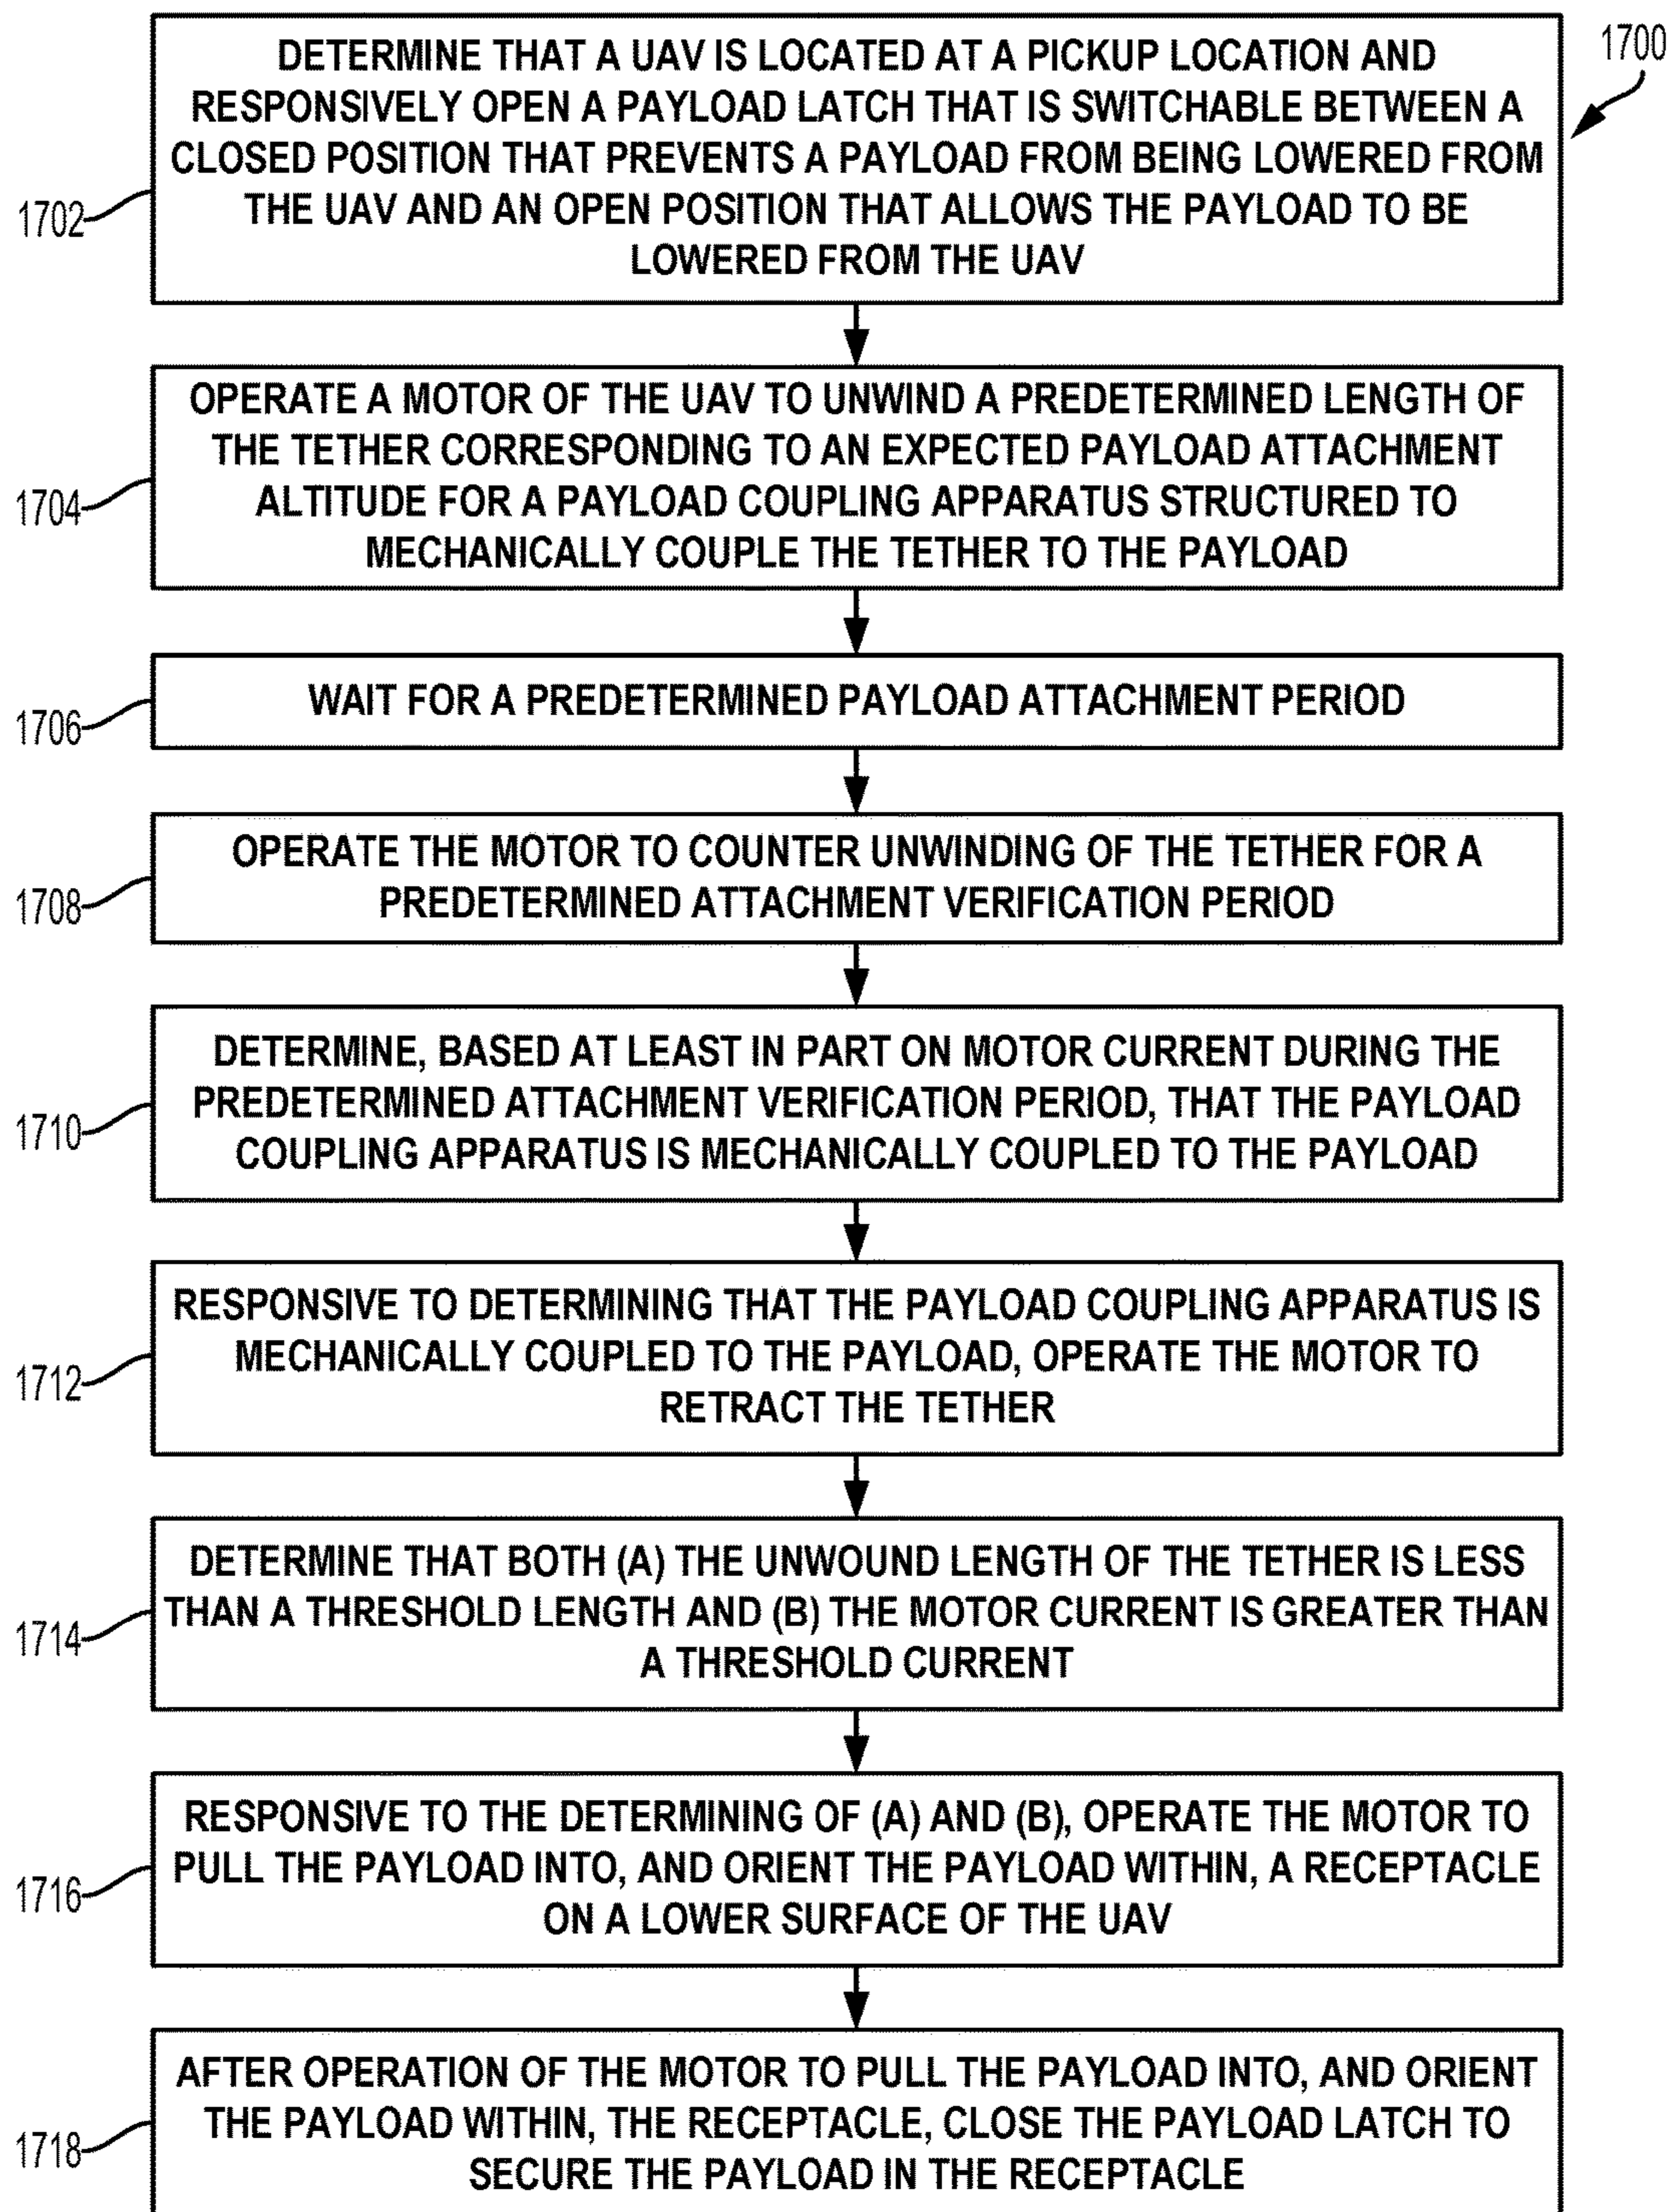 1700
DETERMINE THAT A UAV IS LOCATED AT A PICKUP LOCATION AND
RESPONSIVELY OPEN A PAYLOAD LATCH THAT IS SWITCHABLE BETWEEN A
CLOSED POSITION THAT PREVENTS A PAYLOAD FROM BEING LOWERED FROM
THE UAV AND AN OPEN POSITION THAT ALLOWS THE PAYLOAD TO BE
LOWERED FROM THE UAV
1702
OPERATE A MOTOR OF THE UAV TO UNWIND A PREDETERMINED LENGTH OF
THE TETHER CORRESPONDING TO AN EXPECTED PAYLOAD ATTACHMENT
ALTITUDE FOR A PAYLOAD COUPLING APPARATUS STRUCTURED TO
MECHANICALLY COUPLE THE TETHER TO THE PAYLOAD
1704
WAIT FOR A PREDETERMINED PAYLOAD ATTACHMENT PERIOD
1706
OPERATE THE MOTOR TO COUNTER UNWINDING OF THE TETHER FOR A
PREDETERMINED ATTACHMENT VERIFICATION PERIOD
1708
DETERMINE, BASED AT LEAST IN PART ON MOTOR CURRENT DURING THE
PREDETERMINED ATTACHMENT VERIFICATION PERIOD, THAT THE PAYLOAD
COUPLING APPARATUS IS MECHANICALLY COUPLED TO THE PAYLOAD
1710
RESPONSIVE TO DETERMINING THAT THE PAYLOAD COUPLING APPARATUS IS
MECHANICALLY COUPLED TO THE PAYLOAD, OPERATE THE MOTOR TO
RETRACT THE TETHER
1712
DETERMINE THAT BOTH (A) THE UNWOUND LENGTH OF THE TETHER IS LESS
THAN A THRESHOLD LENGTH AND (B) THE MOTOR CURRENT IS GREATER THAN
A THRESHOLD CURRENT
1714
RESPONSIVE TO THE DETERMINING OF (A) AND (B), OPERATE THE MOTOR TO
PULL THE PAYLOAD INTO, AND ORIENT THE PAYLOAD WITHIN, A RECEPTACLE
ON A LOWER SURFACE OF THE UAV
1716
AFTER OPERATION OF THE MOTOR TO PULL THE PAYLOAD INTO, AND ORIENT
THE PAYLOAD WITHIN, THE RECEPTACLE, CLOSE THE PAYLOAD LATCH TO
SECURE THE PAYLOAD IN THE RECEPTACLE
1718